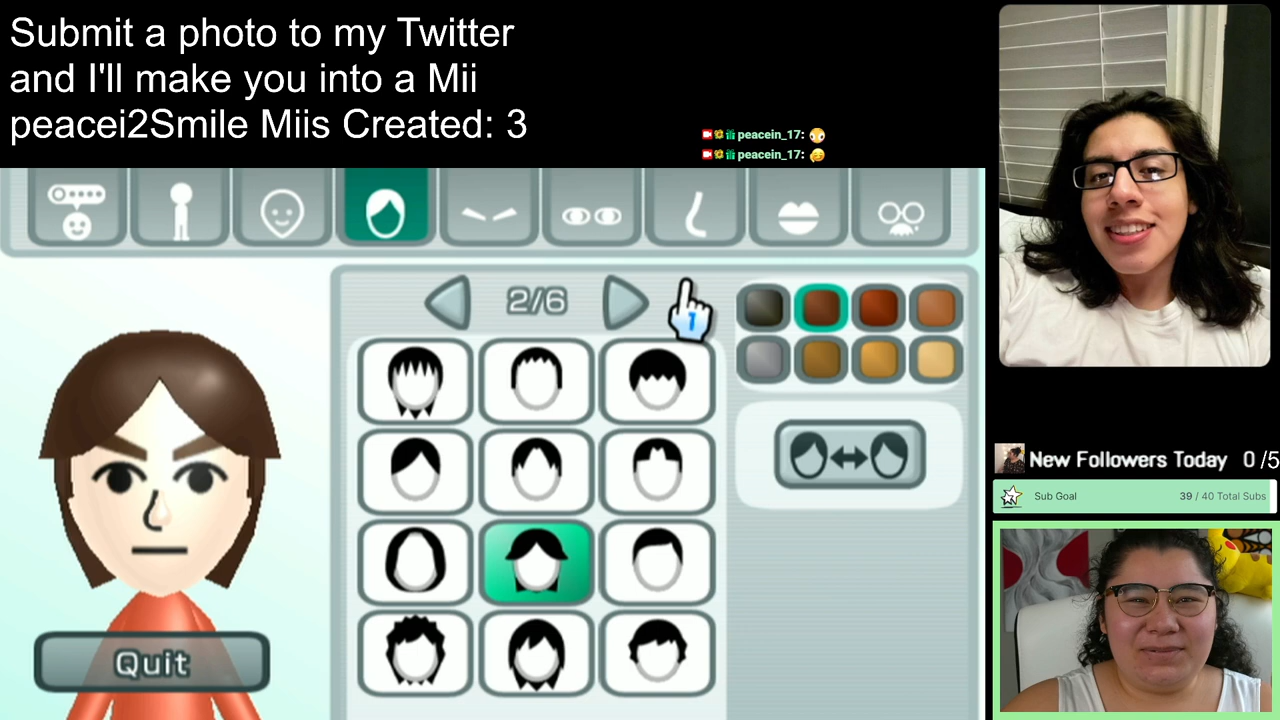 Submit a photo to my Twitter
and I'll make you into a Mii
peacei2Smile Miis Created: 3
peacein_17:
peacein_17:
2/6
1
New Followers Today 0 /5
Sub Goal 39 / 40 Total Subs
Quit